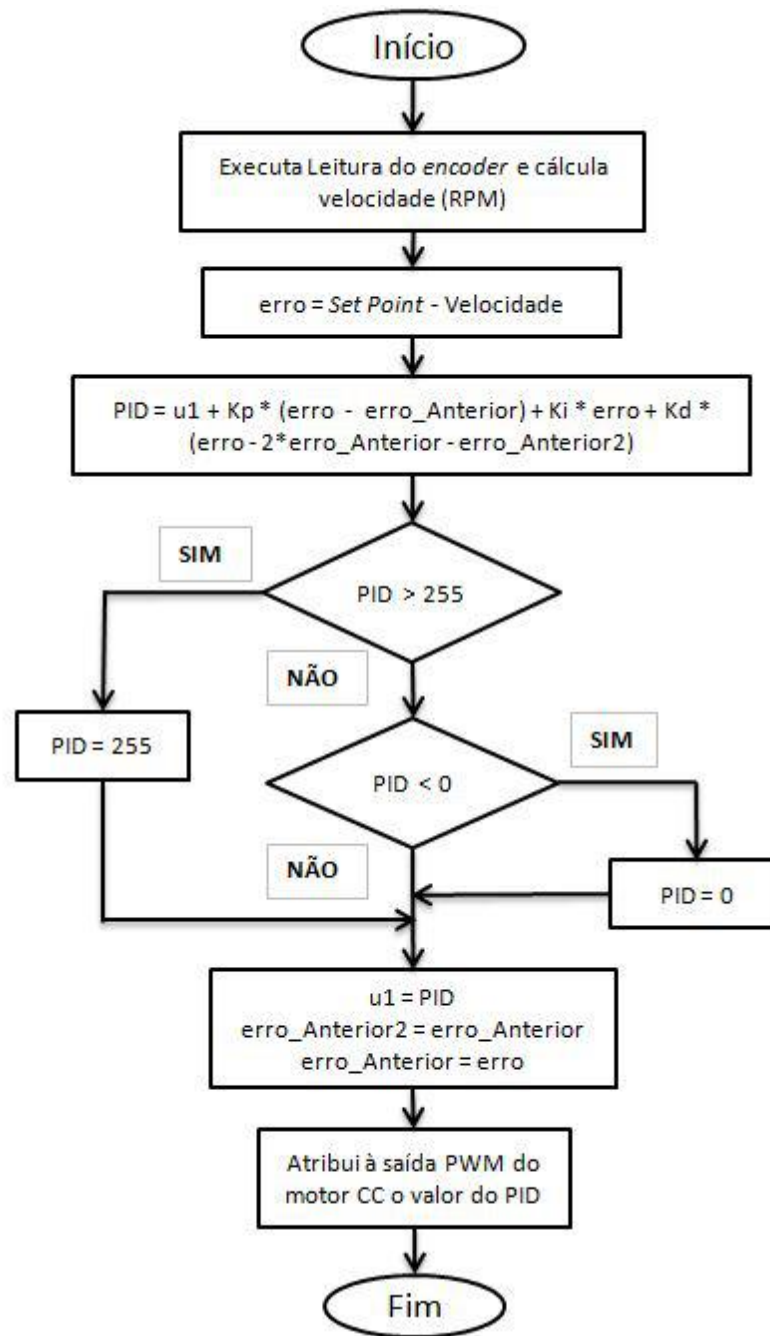 Início
Executa Leitura do encoder e cálcula
velocidade (RPM)
erro = Set Point - Velocidade
PID = u1 + Kp * (erro - erro_Anterior) + Ki * erro + Kd *
(erro - 2*erro_Anterior - erro_Anterior2)
SIM
PID > 255
NÃO
PID = 255
SIM
PID < 0
NÃO
PID = 0
u1 = PID
erro_Anterior2 = erro_Anterior
erro_Anterior = erro
Atribui à saída PWM do
motor CC o valor do PID
Fim